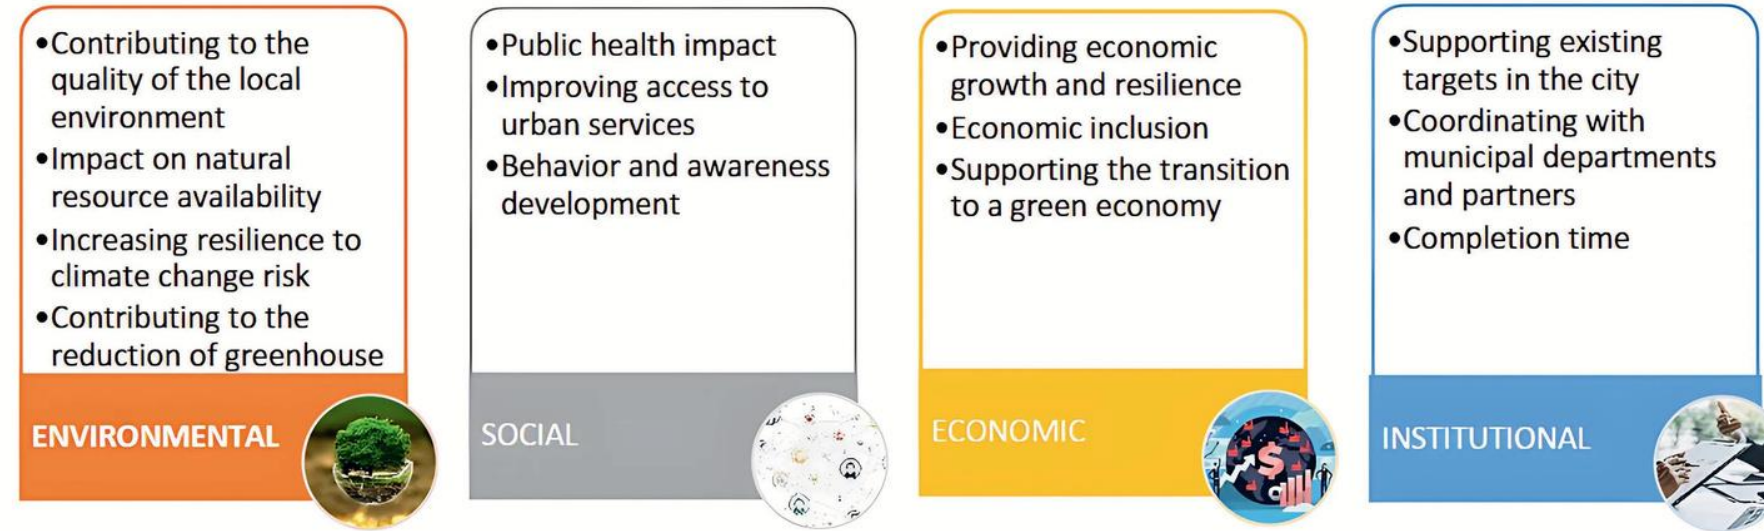 •Contributing to the
quality of the local
environment
•Impact on natural
resource availability
•Increasing resilience to
climate change risk
•Contributing to the
reduction of greenhouse
ENVIRONMENTAL
•Public health impact
•Improving access to
urban services
•Behavior and awareness
development
SOCIAL
•Providing economic
growth and resilience
•Economic inclusion
•Supporting the transition
to a green economy
ECONOMIC
$
•Supporting existing
targets in the city
•Coordinating with
municipal departments
and partners
•Completion time
INSTITUTIONAL